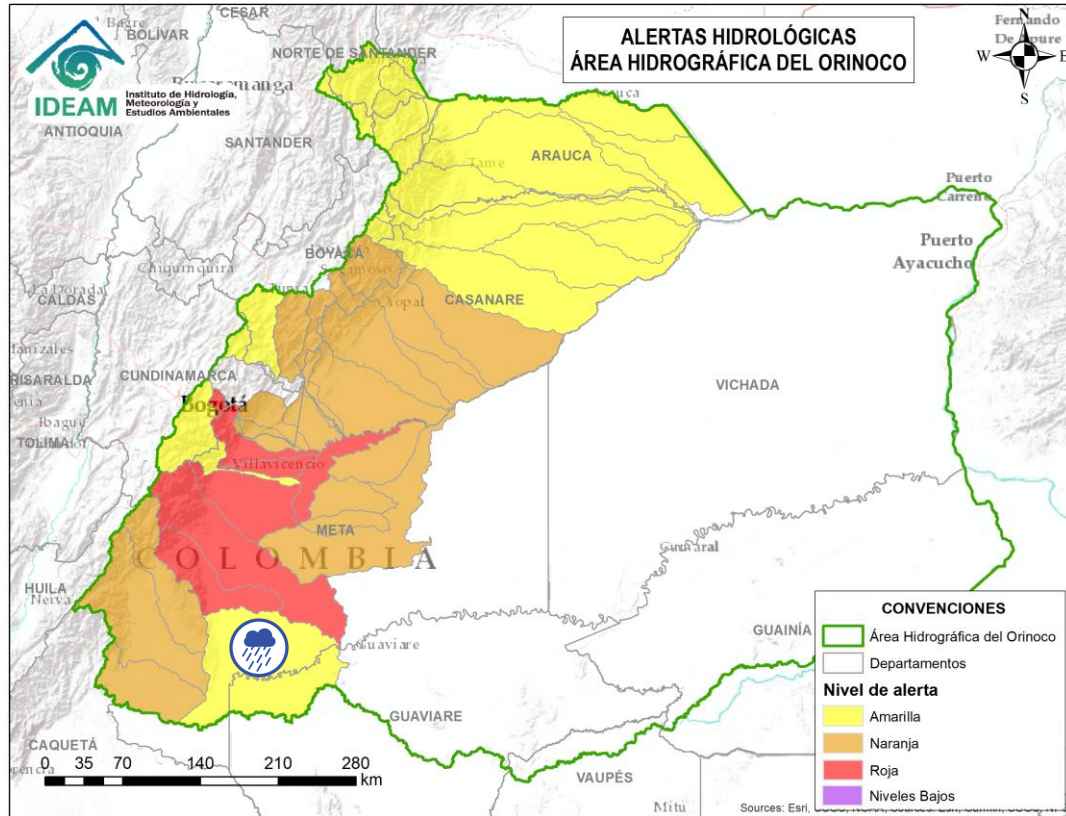 ALERTAS HIDROLÓGICAS
ÁREA HIDROGRÁFICA DEL ORINOCO
N
W
E
S
IDEAM
Instituto de Hidrología,
Meteorología y
Estudios Ambientales
CESAR
BOLÍVAR
NORTE DE SANTANDER
ANTIOQUIA
SANTANDER
ARAUCA
Tame
Puerto
Carreño
Puerto
Ayacucho
BOYACÁ
Chiquinquira
La Dorada
CALDAS
Yopal
CASANARE
RISARALDA
CUNDINAMARCA
Bogotá
VICHADA
Ibagué
TOLIMA
Villavicencio
META
COLOMBIA
HUILA
Neiva
Guaviare
GUAINÍA
GUAVIARE
CAQUETÁ
VAUPÉS
Mitú
0 35 70 140 210 280
km
CONVENCIONES
Área Hidrográfica del Orinoco
Departamentos
Nivel de alerta
Amarilla
Naranja
Roja
Niveles Bajos
Sources: Esri,